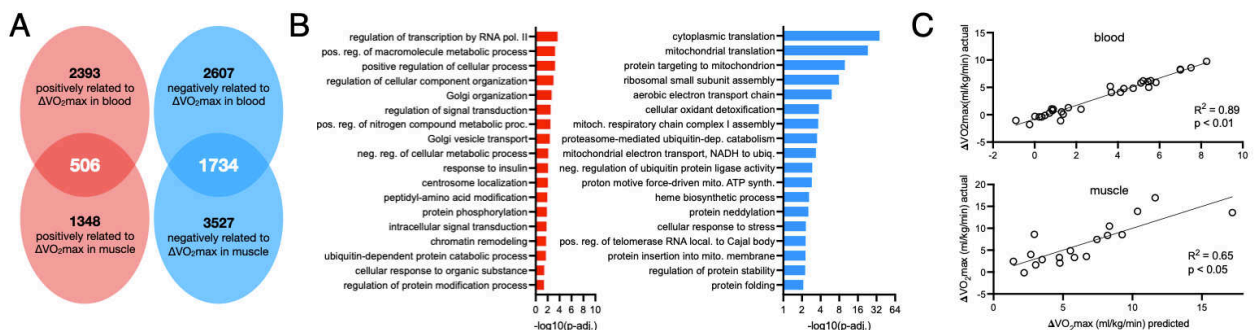 A
2393
positively related to
ΔVO₂max in blood
506
1348
positively related to
ΔVO₂max in muscle
2607
negatively related to
ΔVO₂max in blood
1734
3527
negatively related to
ΔVO₂max in muscle
B
regulation of transcription by RNA pol. II
pos. reg. of macromolecule metabolic process
positive regulation of cellular process
regulation of cellular component organization
Golgi organization
regulation of signal transduction
pos. reg. of nitrogen compound metabolic proc.
Golgi vesicle transport
neg. reg. of cellular metabolic process
response to insulin
centrosome localization
peptidyl-amino acid modification
protein phosphorylation
intracellular signal transduction
chromatin remodeling
ubiquitin-dependent protein catabolic process
cellular response to organic substance
regulation of protein modification process
0 2 4 6 8 10
-log10(p-adj.)
cytoplasmic translation
mitochondrial translation
protein targeting to mitochondrion
ribosomal small subunit assembly
aerobic electron transport chain
cellular oxidant detoxification
mitoch. respiratory chain complex I assembly
proteasome-mediated ubiquitin-dep. catabolism
mitochondrial electron transport, NADH to ubiq.
neg. regulation of ubiquitin protein ligase activity
proton motive force-driven mito. ATP synth.
heme biosynthetic process
protein neddylation
cellular response to stress
pos. reg. of telomerase RNA local. to Cajal body
protein insertion into mito. membrane
regulation of protein stability
protein folding
1 4 16 64
-log10(p-adj.)
C
blood
ΔVO2max(ml/kg/min) actual
15
10
5
0
-5
R² = 0.89
p < 0.01
-2 0 2 4 6 8 10
muscle
ΔVO₂max (ml/kg/min) actual
20
15
10
5
0
-5
R² = 0.65
p < 0.05
0 5 10 15
ΔVO₂max (ml/kg/min) predicted